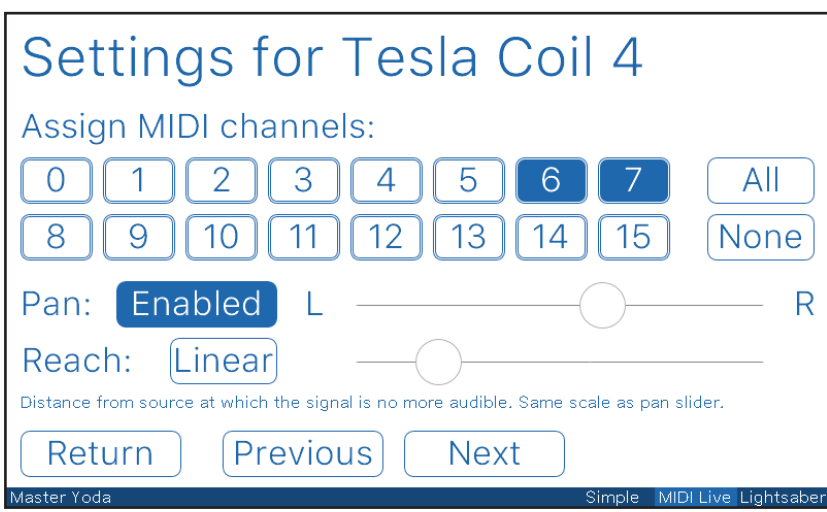 Settings for Tesla Coil 4
Assign MIDI channels:
0 1 2 3 4 5 6 7 All
8 9 10 11 12 13 14 15 None
Pan: Enabled L R
Reach: Linear
Distance from source at which the signal is no more audible. Same scale as pan slider.
Return Previous Next
Master Yoda Simple MIDI Live Lightsaber